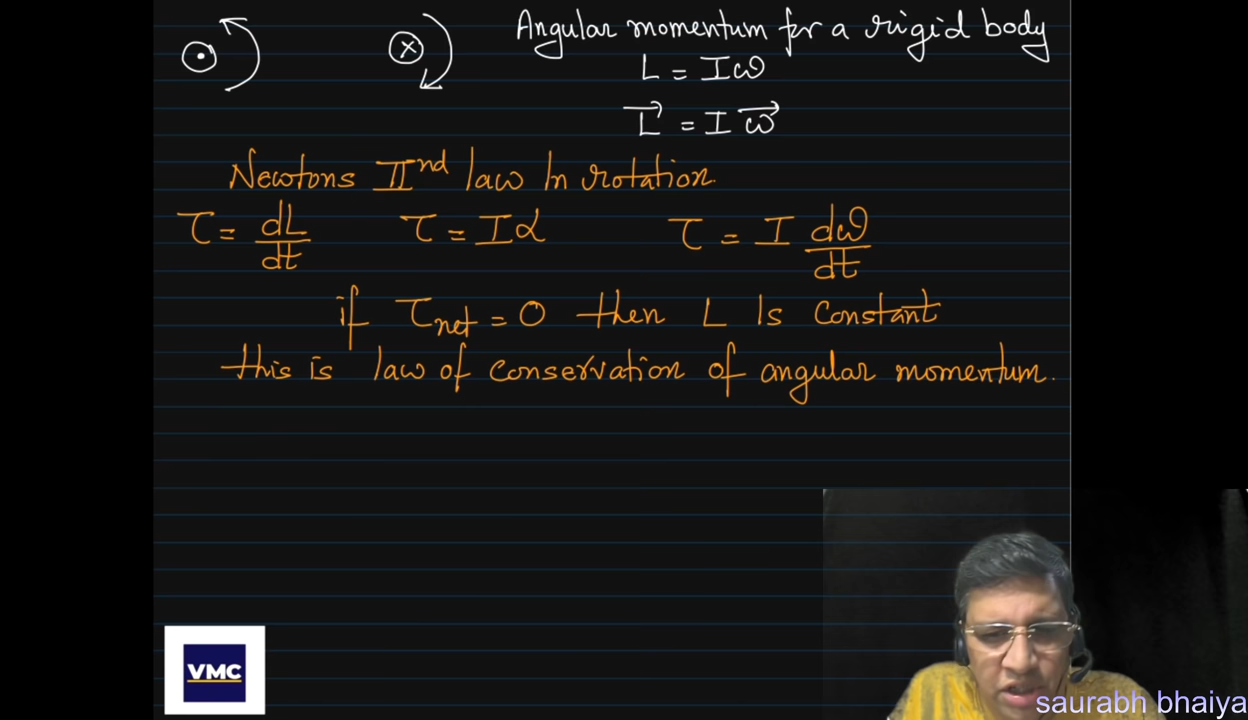 Angular momentum for a rigid body
L = Iω
L⃗ = I ω⃗
Newtons IInd law In rotation
τ = dL/dt   τ = Iα   τ = I dω/dt
if τnet = 0 then L Is constant
this is law of conservation of angular momentum.
VMC
saurabh bhaiya